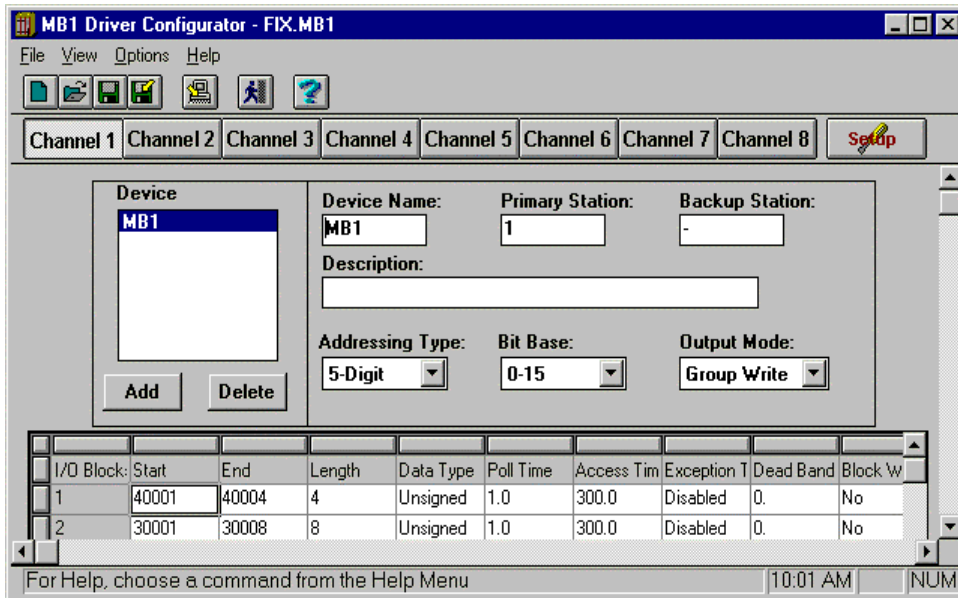 MB1 Driver Configurator - FIX.MB1
File View Options Help
Channel 1 Channel 2 Channel 3 Channel 4 Channel 5 Channel 6 Channel 7 Channel 8 Setup
Device
MB1
Add Delete
Device Name: Primary Station: Backup Station:
MB1 1 -
Description:
Addressing Type: Bit Base: Output Mode:
5-Digit 0-15 Group Write
I/O Block: Start End Length Data Type Poll Time Access Tim Exception T Dead Band Block W
1 40001 40004 4 Unsigned 1.0 300.0 Disabled 0. No
2 30001 30008 8 Unsigned 1.0 300.0 Disabled 0. No
For Help, choose a command from the Help Menu 10:01 AM NUM